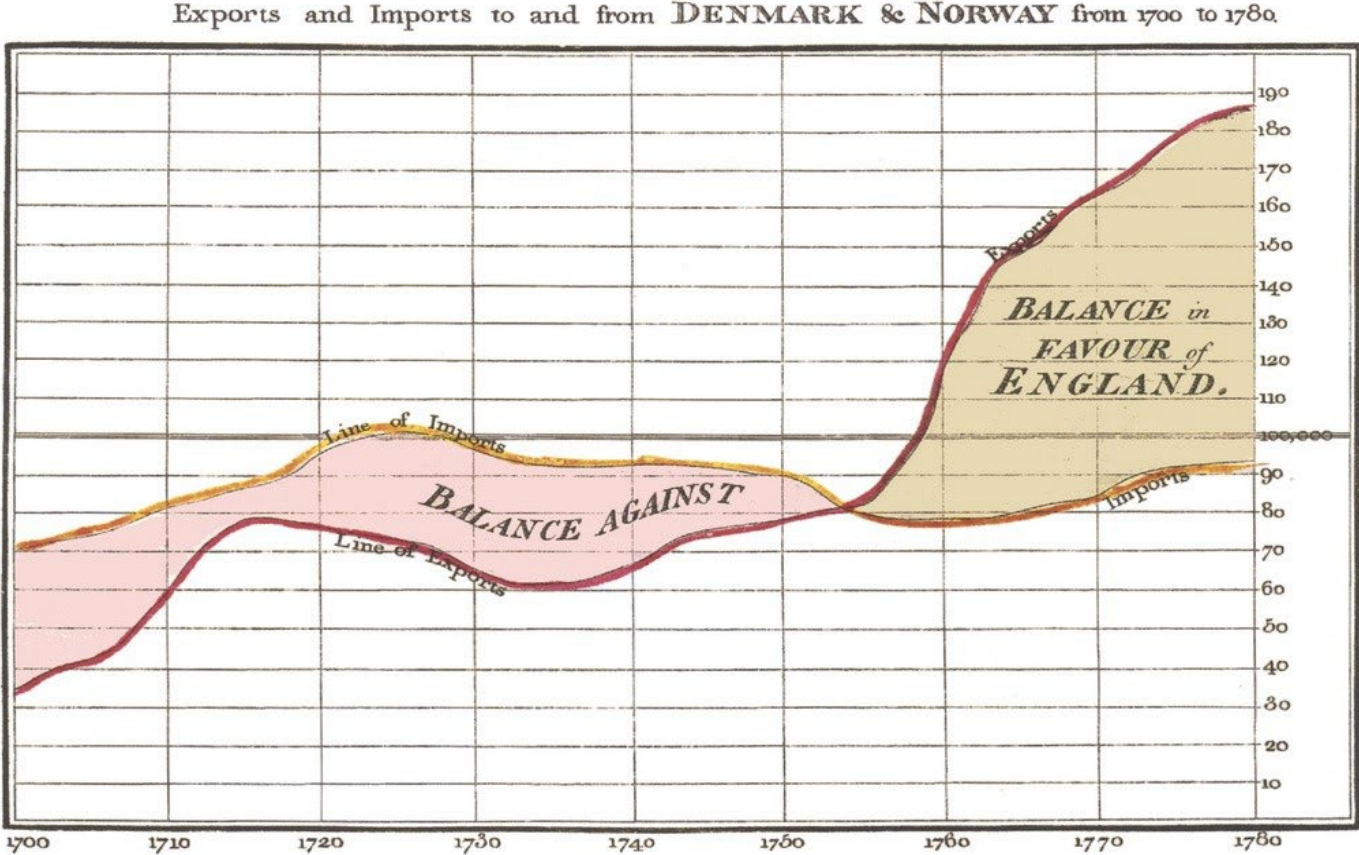 Exports and Imports to and from DENMARK & NORWAY from 1700 to 1780.
190
180
170
160
150
140
130
120
110
100,000
90
80
70
60
50
40
30
20
10
Exports
BALANCE in
FAVOUR of
ENGLAND.
Line of Imports
BALANCE AGAINST
Imports
Line of Exports
1700 1710 1720 1730 1740 1750 1760 1770 1780